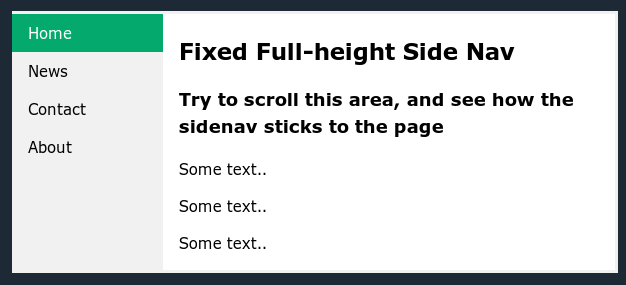 Home
News
Contact
About
Fixed Full-height Side Nav
Try to scroll this area, and see how the
sidenav sticks to the page
Some text..
Some text..
Some text..